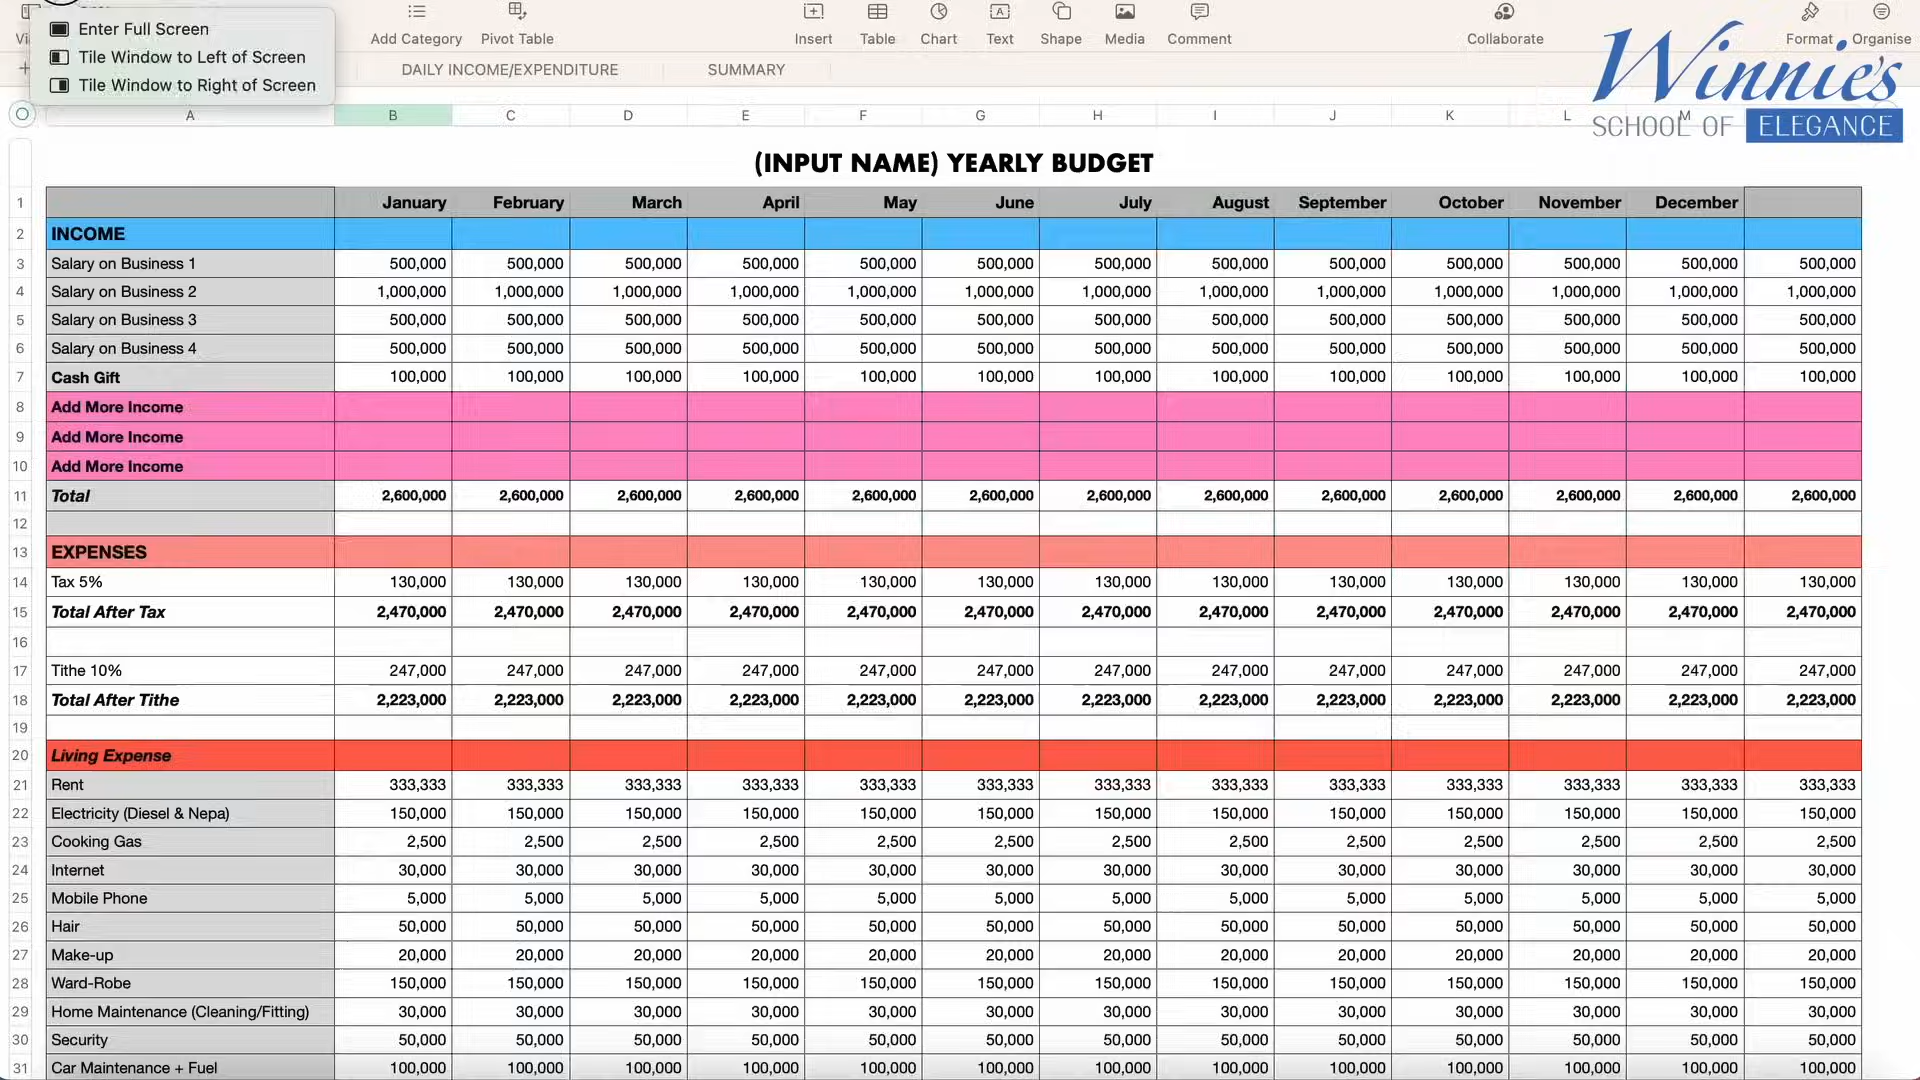 Enter Full Screen
Tile Window to Left of Screen
Tile Window to Right of Screen
Add Category Pivot Table Insert Table Chart Text Shape Media Comment Collaborate Format Organise
DAILY INCOME/EXPENDITURE SUMMARY
Winnie's
SCHOOL OF ELEGANCE
A B C D E F G H I J K L M
(INPUT NAME) YEARLY BUDGET
1 January February March April May June July August September October November December
2 INCOME
3 Salary on Business 1 500,000 500,000 500,000 500,000 500,000 500,000 500,000 500,000 500,000 500,000 500,000 500,000 500,000
4 Salary on Business 2 1,000,000 1,000,000 1,000,000 1,000,000 1,000,000 1,000,000 1,000,000 1,000,000 1,000,000 1,000,000 1,000,000 1,000,000 1,000,000
5 Salary on Business 3 500,000 500,000 500,000 500,000 500,000 500,000 500,000 500,000 500,000 500,000 500,000 500,000 500,000
6 Salary on Business 4 500,000 500,000 500,000 500,000 500,000 500,000 500,000 500,000 500,000 500,000 500,000 500,000 500,000
7 Cash Gift 100,000 100,000 100,000 100,000 100,000 100,000 100,000 100,000 100,000 100,000 100,000 100,000 100,000
8 Add More Income
9 Add More Income
10 Add More Income
11 Total 2,600,000 2,600,000 2,600,000 2,600,000 2,600,000 2,600,000 2,600,000 2,600,000 2,600,000 2,600,000 2,600,000 2,600,000 2,600,000
12
13 EXPENSES
14 Tax 5% 130,000 130,000 130,000 130,000 130,000 130,000 130,000 130,000 130,000 130,000 130,000 130,000 130,000
15 Total After Tax 2,470,000 2,470,000 2,470,000 2,470,000 2,470,000 2,470,000 2,470,000 2,470,000 2,470,000 2,470,000 2,470,000 2,470,000 2,470,000
16
17 Tithe 10% 247,000 247,000 247,000 247,000 247,000 247,000 247,000 247,000 247,000 247,000 247,000 247,000 247,000
18 Total After Tithe 2,223,000 2,223,000 2,223,000 2,223,000 2,223,000 2,223,000 2,223,000 2,223,000 2,223,000 2,223,000 2,223,000 2,223,000 2,223,000
19
20 Living Expense
21 Rent 333,333 333,333 333,333 333,333 333,333 333,333 333,333 333,333 333,333 333,333 333,333 333,333 333,333
22 Electricity (Diesel & Nepa) 150,000 150,000 150,000 150,000 150,000 150,000 150,000 150,000 150,000 150,000 150,000 150,000 150,000
23 Cooking Gas 2,500 2,500 2,500 2,500 2,500 2,500 2,500 2,500 2,500 2,500 2,500 2,500 2,500
24 Internet 30,000 30,000 30,000 30,000 30,000 30,000 30,000 30,000 30,000 30,000 30,000 30,000 30,000
25 Mobile Phone 5,000 5,000 5,000 5,000 5,000 5,000 5,000 5,000 5,000 5,000 5,000 5,000 5,000
26 Hair 50,000 50,000 50,000 50,000 50,000 50,000 50,000 50,000 50,000 50,000 50,000 50,000 50,000
27 Make-up 20,000 20,000 20,000 20,000 20,000 20,000 20,000 20,000 20,000 20,000 20,000 20,000 20,000
28 Ward-Robe 150,000 150,000 150,000 150,000 150,000 150,000 150,000 150,000 150,000 150,000 150,000 150,000 150,000
29 Home Maintenance (Cleaning/Fitting) 30,000 30,000 30,000 30,000 30,000 30,000 30,000 30,000 30,000 30,000 30,000 30,000 30,000
30 Security 50,000 50,000 50,000 50,000 50,000 50,000 50,000 50,000 50,000 50,000 50,000 50,000 50,000
31 Car Maintenance + Fuel 100,000 100,000 100,000 100,000 100,000 100,000 100,000 100,000 100,000 100,000 100,000 100,000 100,000